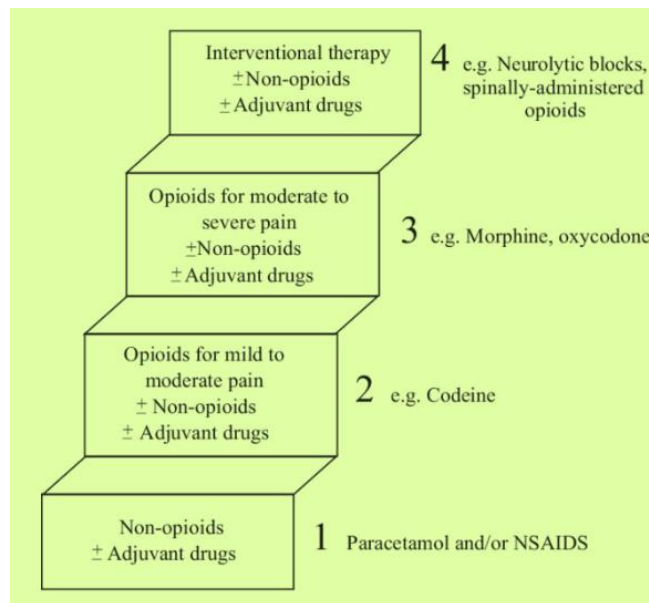 Interventional therapy
±Non-opioids
±Adjuvant drugs
4 e.g. Neurolytic blocks,
spinally-administered
opioids
Opioids for moderate to
severe pain
±Non-opioids
±Adjuvant drugs
3 e.g. Morphine, oxycodone
Opioids for mild to
moderate pain
± Non-opioids
± Adjuvant drugs
2 e.g. Codeine
Non-opioids
± Adjuvant drugs
1 Paracetamol and/or NSAIDS